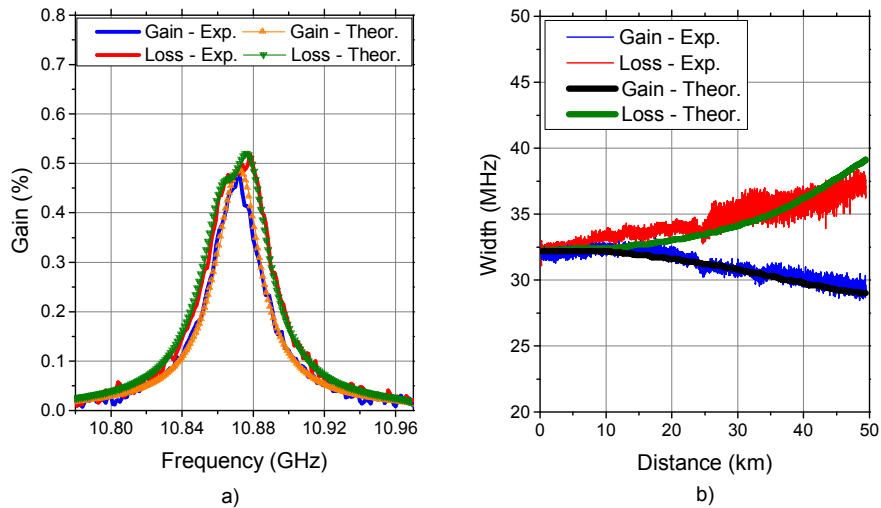 Gain - Exp. Gain - Theor.
Loss - Exp. Loss - Theor.
0.8
0.7
0.6
0.5
0.4
0.3
0.2
0.1
0.0
Gain (%)
10.80 10.84 10.88 10.92 10.96
Frequency (GHz)
a)
Gain - Exp.
Loss - Exp.
Gain - Theor.
Loss - Theor.
50
45
40
35
30
25
20
Width (MHz)
0 10 20 30 40 50
Distance (km)
b)